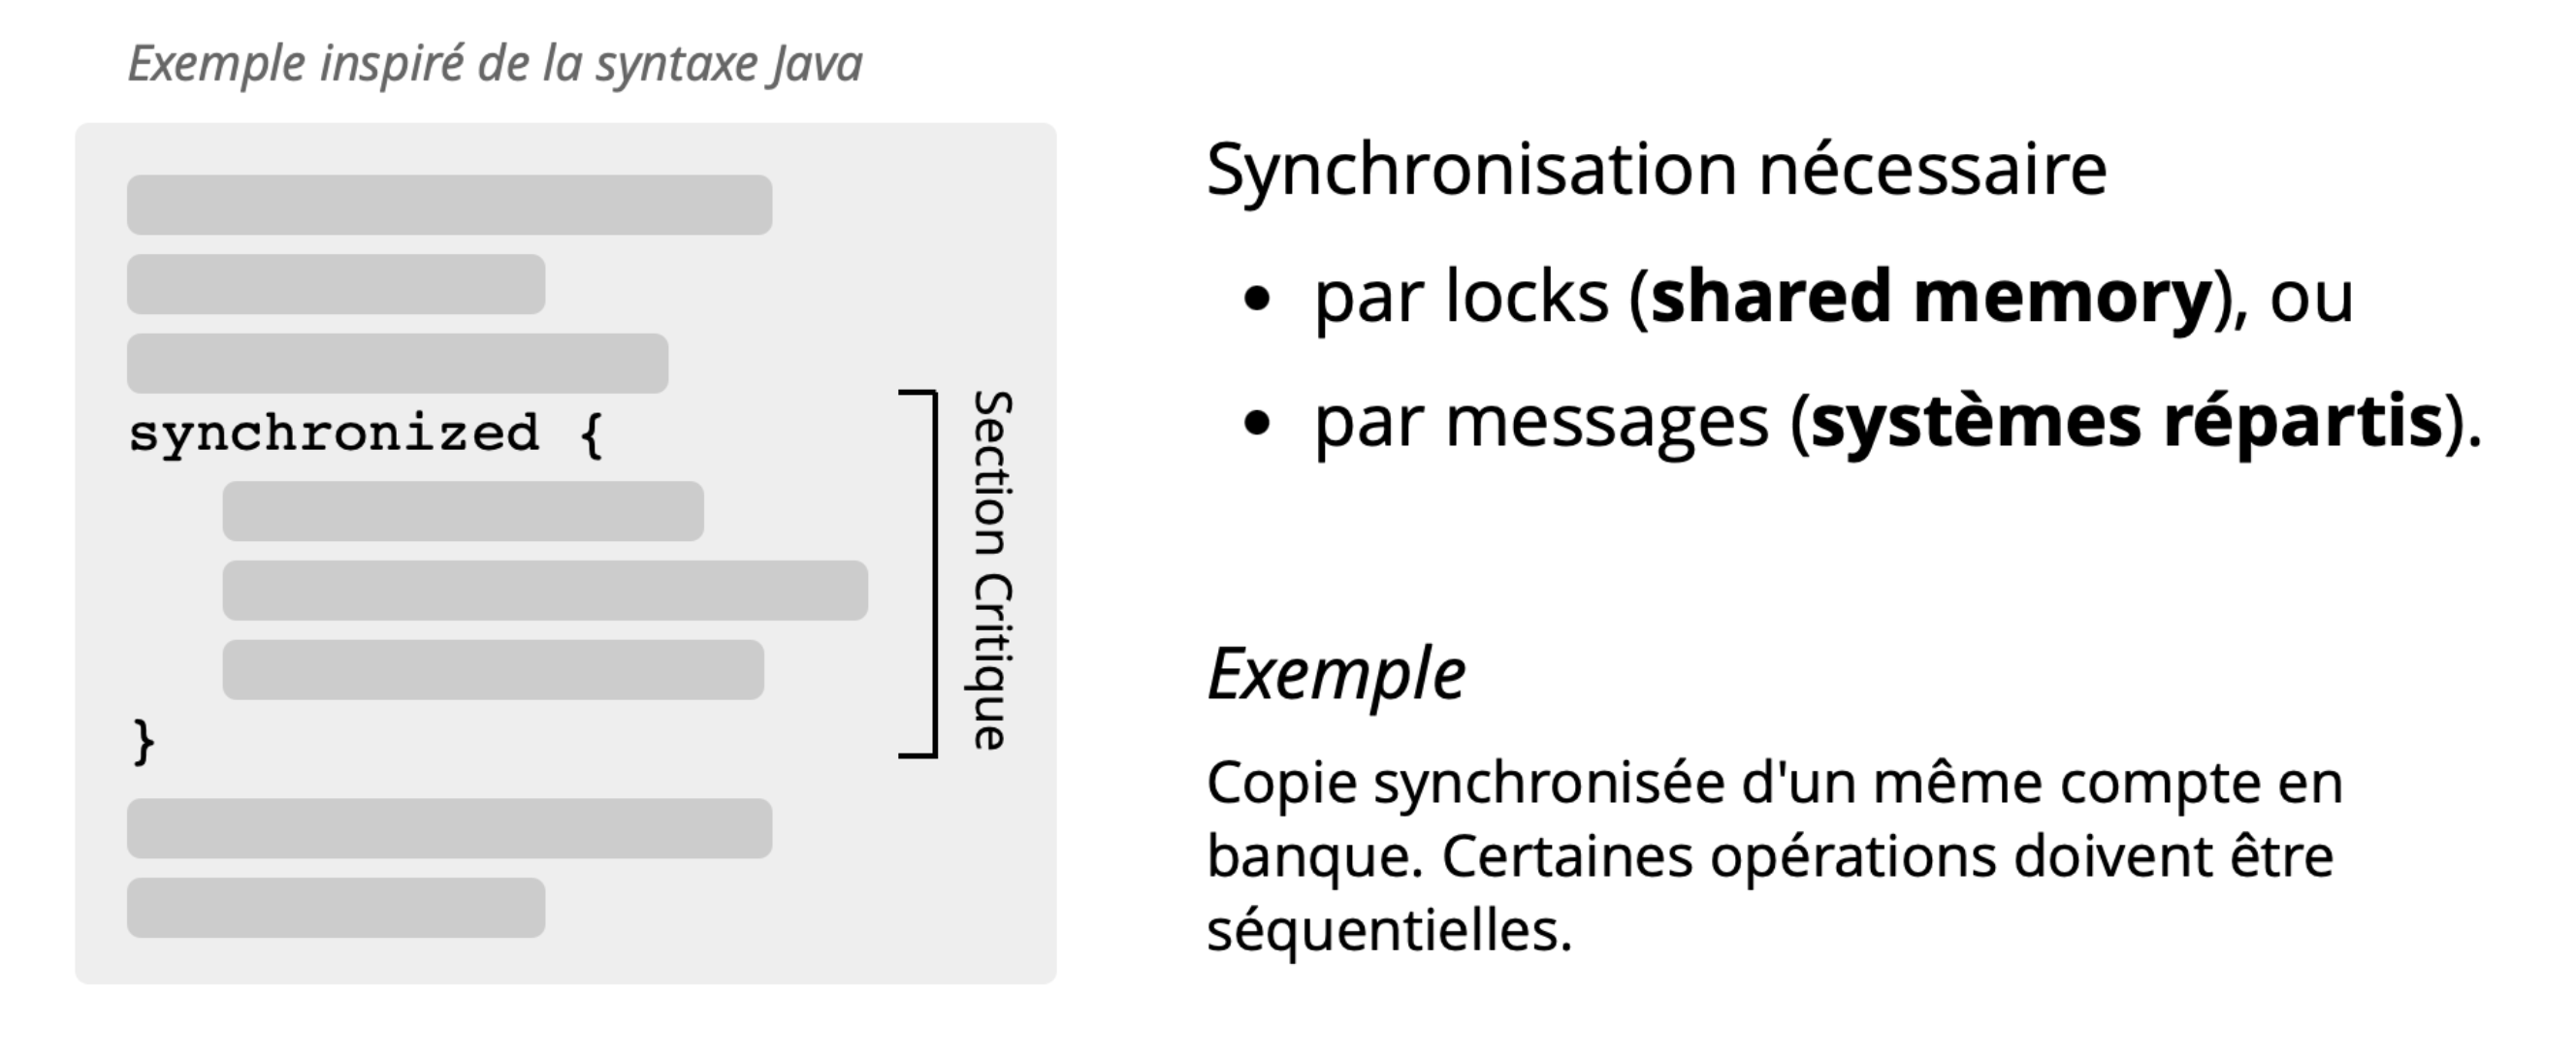 Exemple inspiré de la syntaxe Java
synchronized {
}
Section Critique
Synchronisation nécessaire
• par locks (shared memory), ou
• par messages (systèmes répartis).
Exemple
Copie synchronisée d'un même compte en
banque. Certaines opérations doivent être
séquentielles.